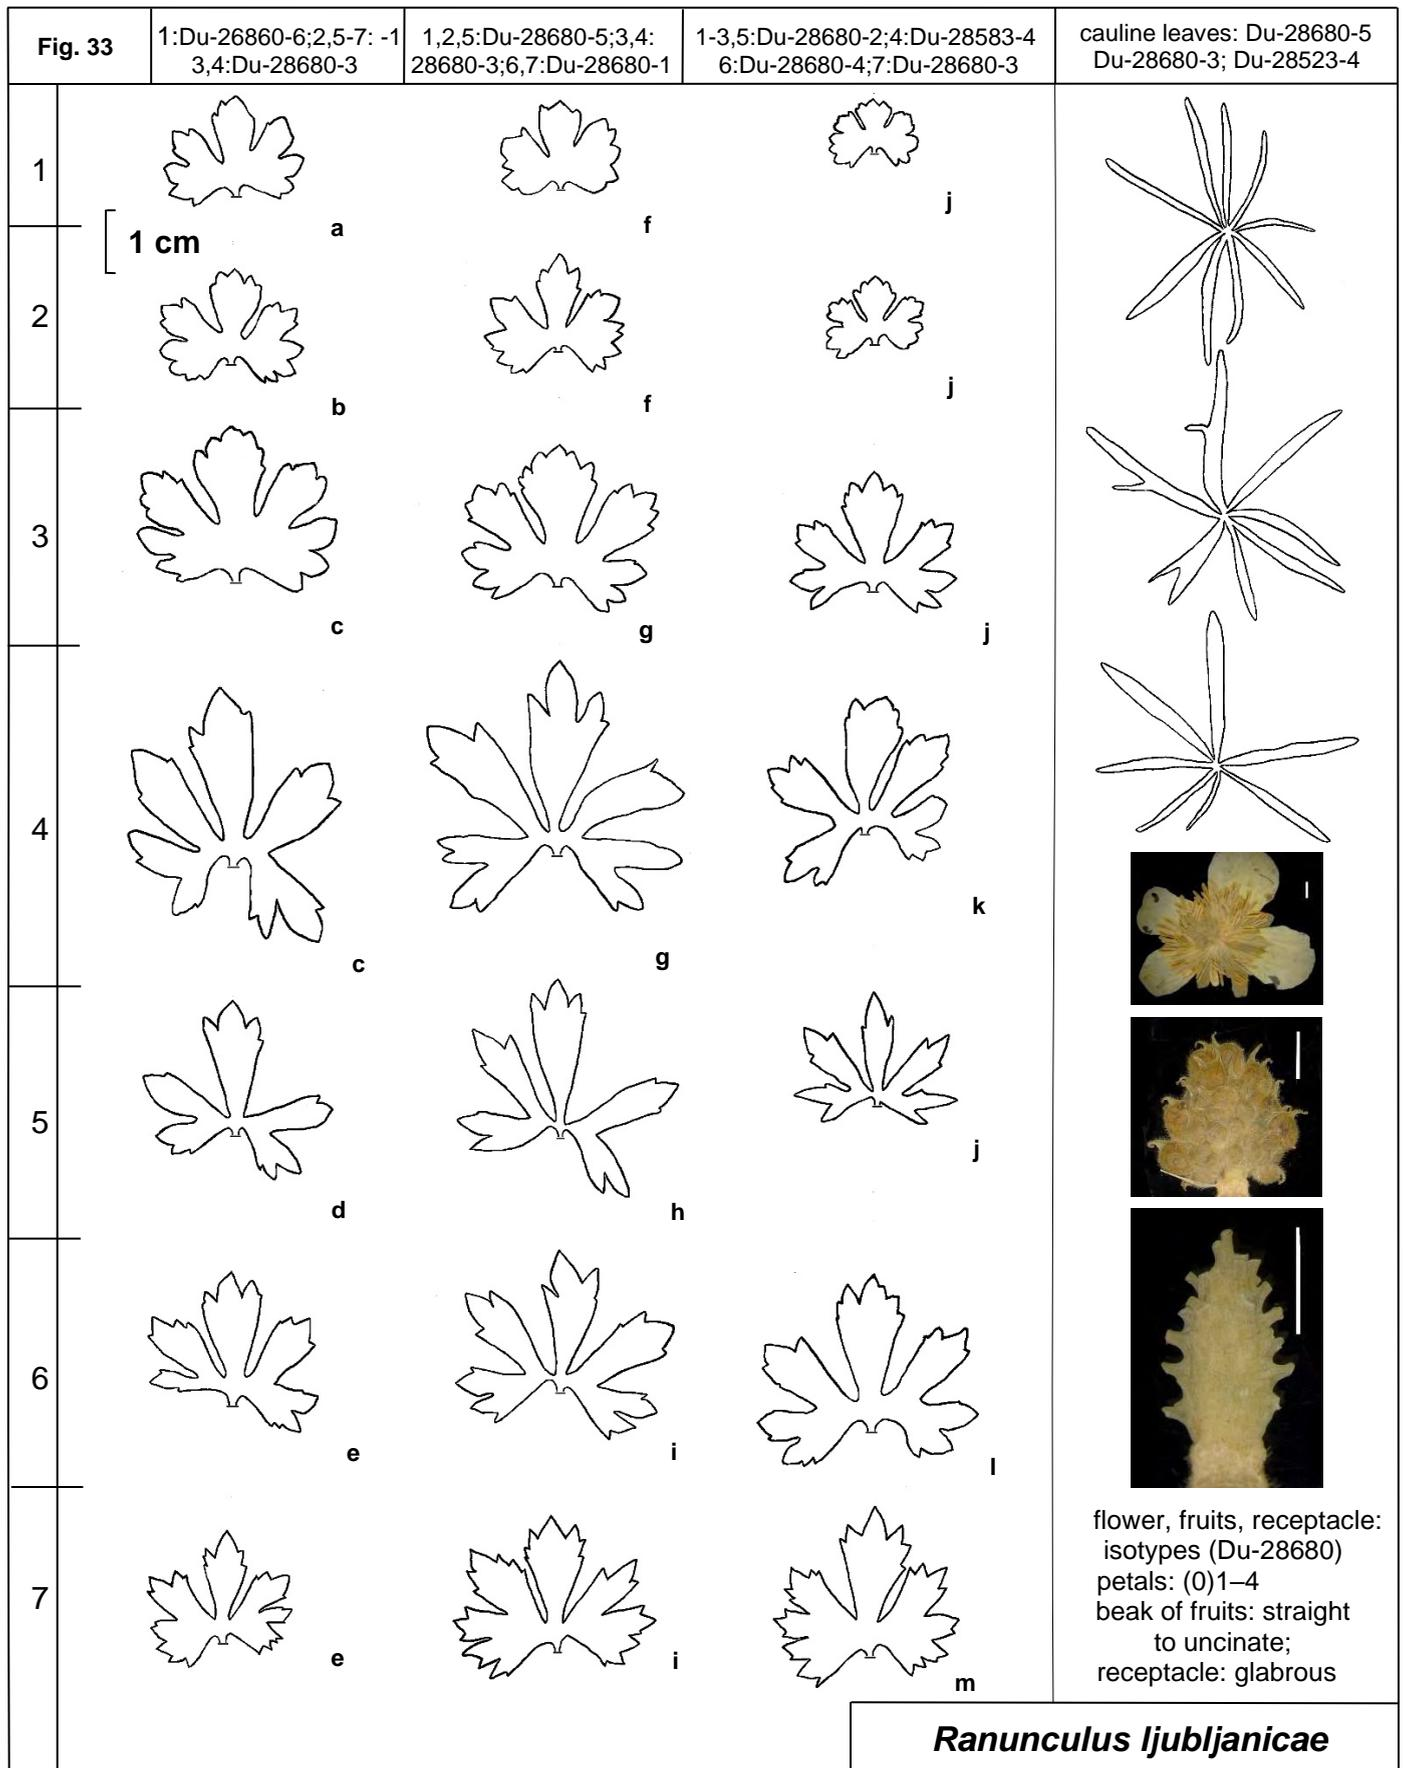 Fig. 33
1:Du-26860-6;2,5-7: -1
3,4:Du-28680-3
1,2,5:Du-28680-5;3,4:
28680-3;6,7:Du-28680-1
1-3,5:Du-28680-2;4:Du-28583-4
6:Du-28680-4;7:Du-28680-3
cauline leaves: Du-28680-5
Du-28680-3; Du-28523-4
1
a
f
j
1 cm
2
b
f
j
3
c
g
j
4
c
g
k
5
d
h
j
6
e
i
l
7
e
i
m
flower, fruits, receptacle:
isotypes (Du-28680)
petals: (0)1–4
beak of fruits: straight
to uncinate;
receptacle: glabrous
Ranunculus ljubljanicae